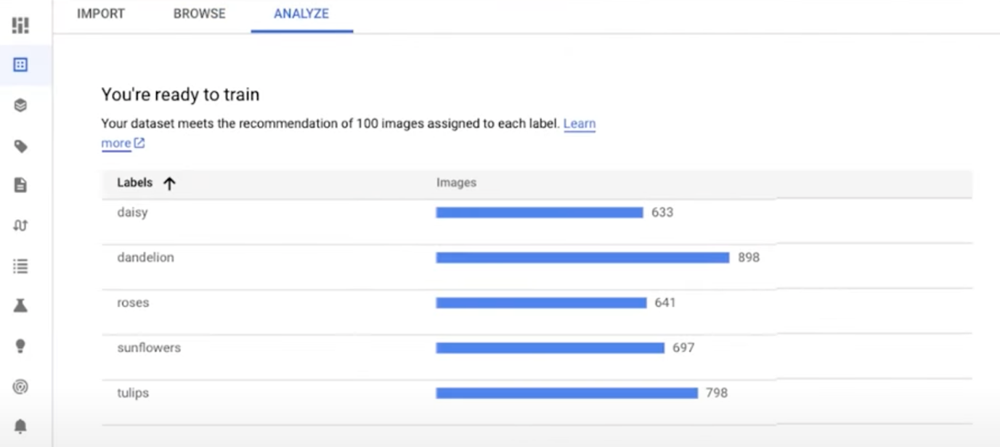 IMPORT BROWSE ANALYZE
You're ready to train
Your dataset meets the recommendation of 100 images assigned to each label. Learn
more
Labels Images
daisy 633
dandelion 898
roses 641
sunflowers 697
tulips 798